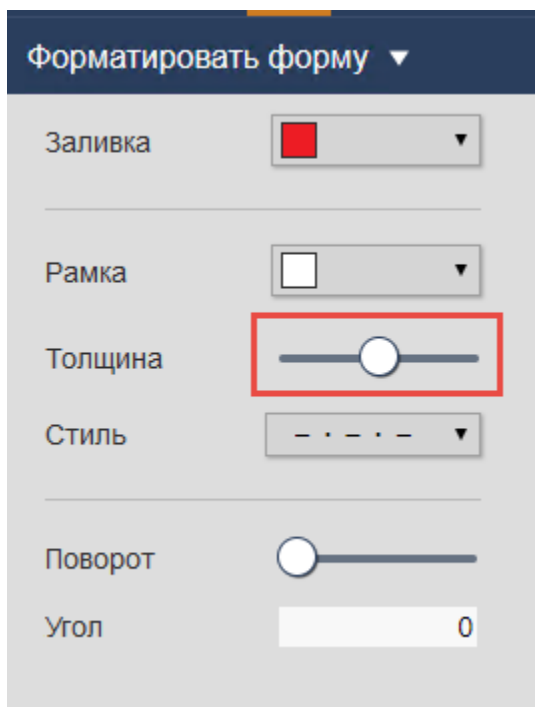 Форматировать форму
Заливка
Рамка
Толщина
Стиль
Поворот
Угол 0